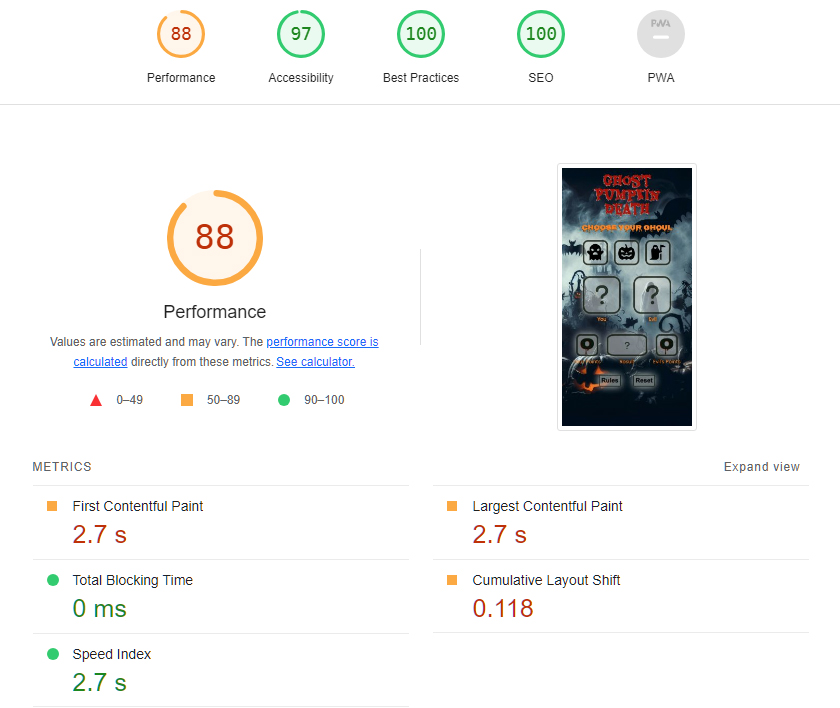 88
97
100
100
PWA
Performance
Accessibility
Best Practices
SEO
PWA
88
Performance
Values are estimated and may vary. The performance score is
calculated directly from these metrics. See calculator.
0–49
50–89
90–100
GHOST
PUMPKIN
DEATH
CHOOSE YOUR GHOUL
?
?
You
Evil
0
?
0
Rules
Reset
METRICS
Expand view
First Contentful Paint
2.7 s
Largest Contentful Paint
2.7 s
Total Blocking Time
0 ms
Cumulative Layout Shift
0.118
Speed Index
2.7 s